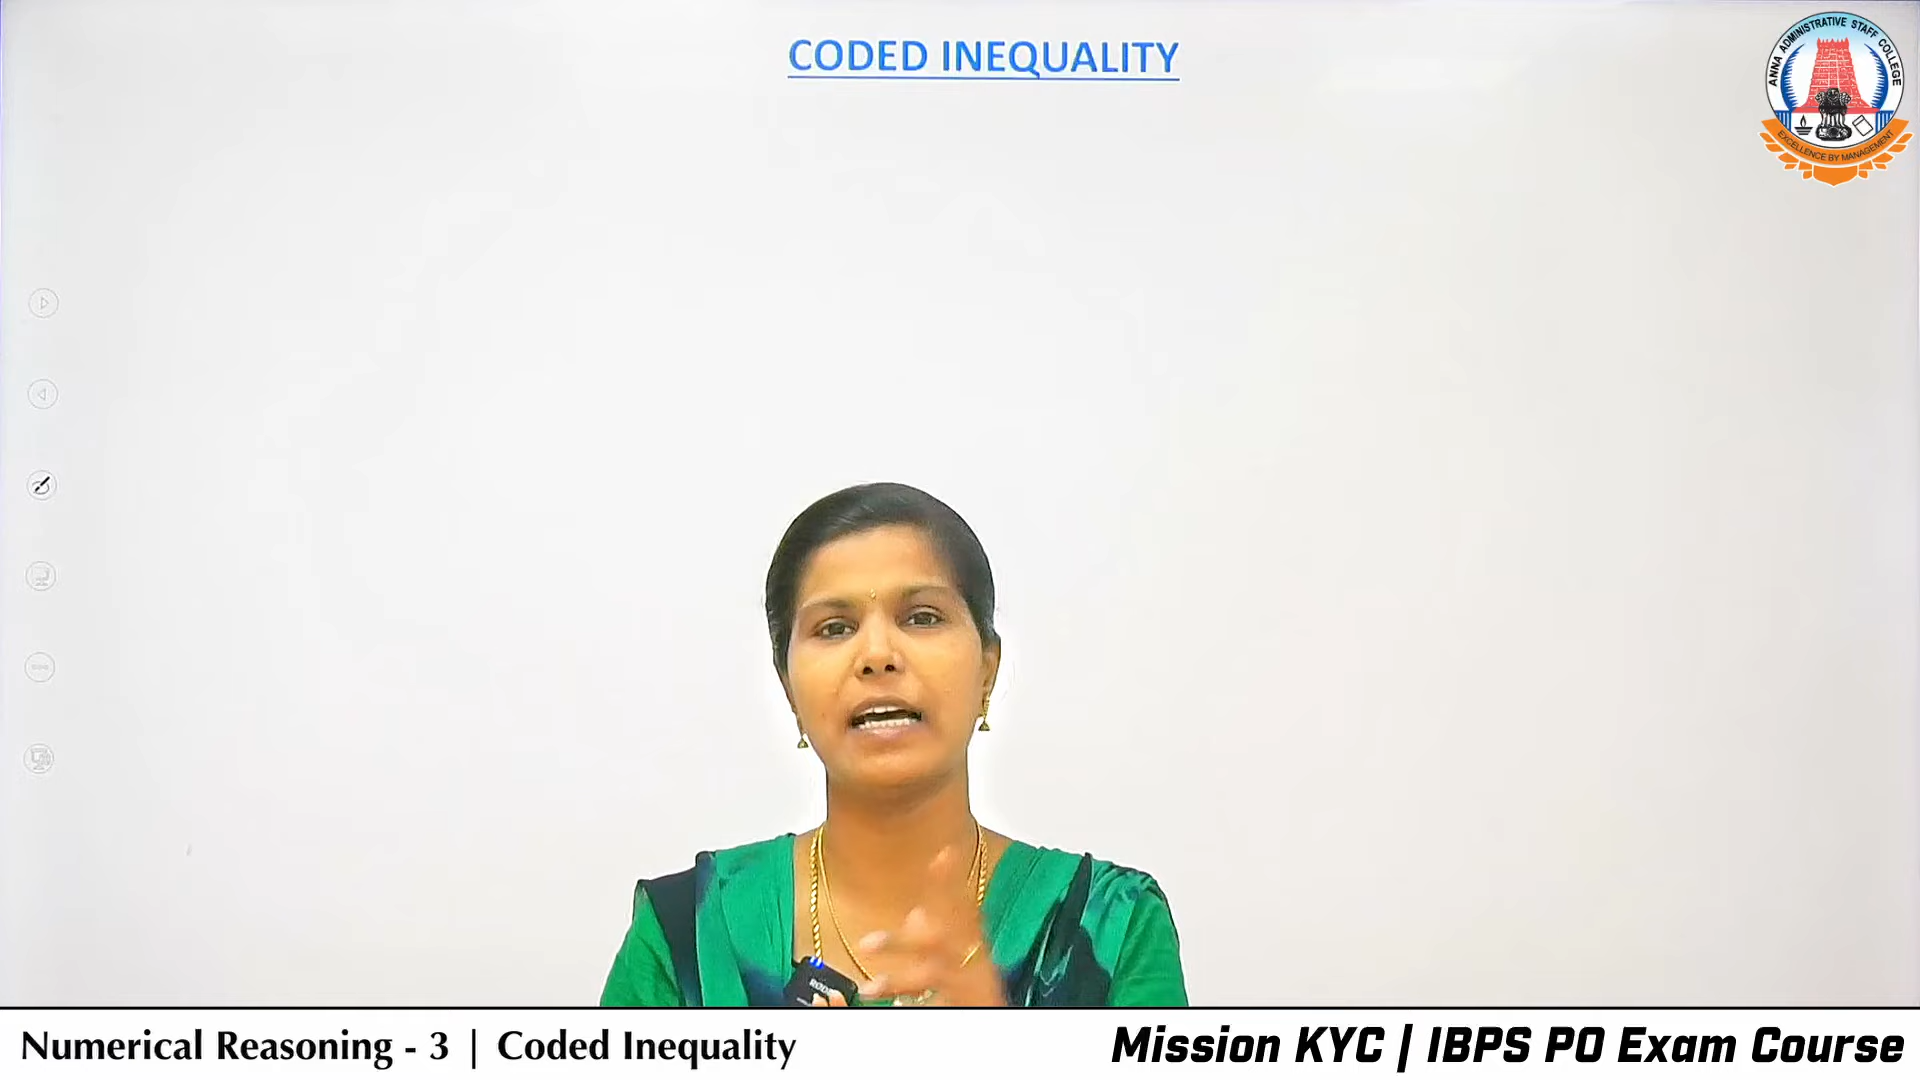 CODED INEQUALITY
ANNA ADMINISTRATIVE STAFF COLLEGE
EXCELLENCE BY MANAGEMENT
RODE
Numerical Reasoning - 3 | Coded Inequality
Mission KYC | IBPS PO Exam Course